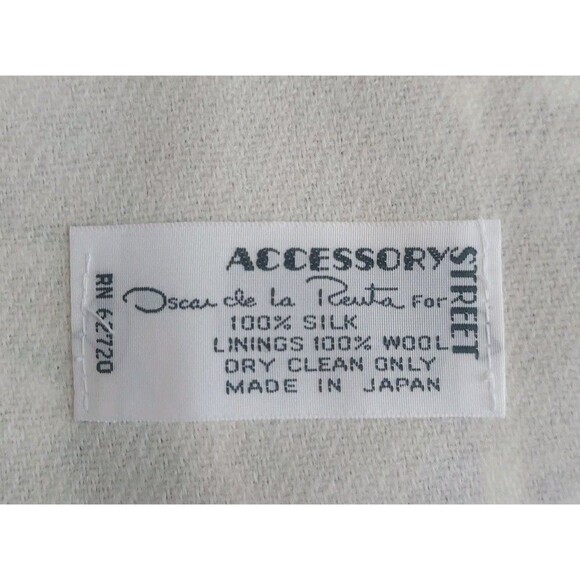 ACCESSORY STREET
Oscar de la Renta FOR
100% SILK
LININGS 100% WOOL
DRY CLEAN ONLY
MADE IN JAPAN
RN 62720